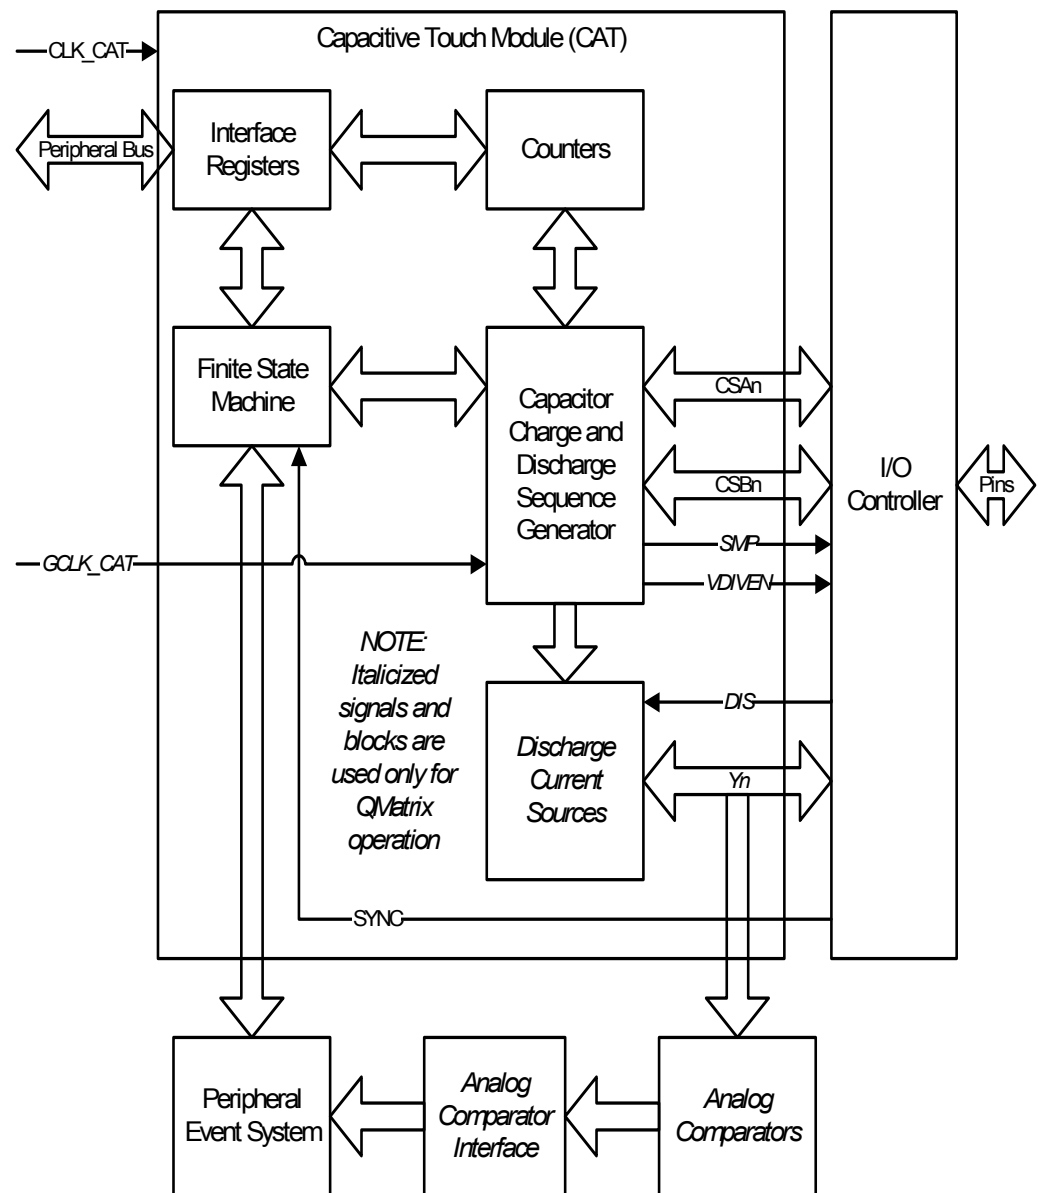 Capacitive Touch Module (CAT)
CLK_CAT
Peripheral Bus
Interface
Registers
Counters
Finite State
Machine
Capacitor
Charge and
Discharge
Sequence
Generator
CSAn
CSBn
SMP
VDIVEN
I/O
Controller
Pins
GCLK_CAT
NOTE:
Italicized
signals and
blocks are
used only for
QMatrix
operation
Discharge
Current
Sources
DIS
Yn
SYNC
Peripheral
Event System
Analog
Comparator
Interface
Analog
Comparators